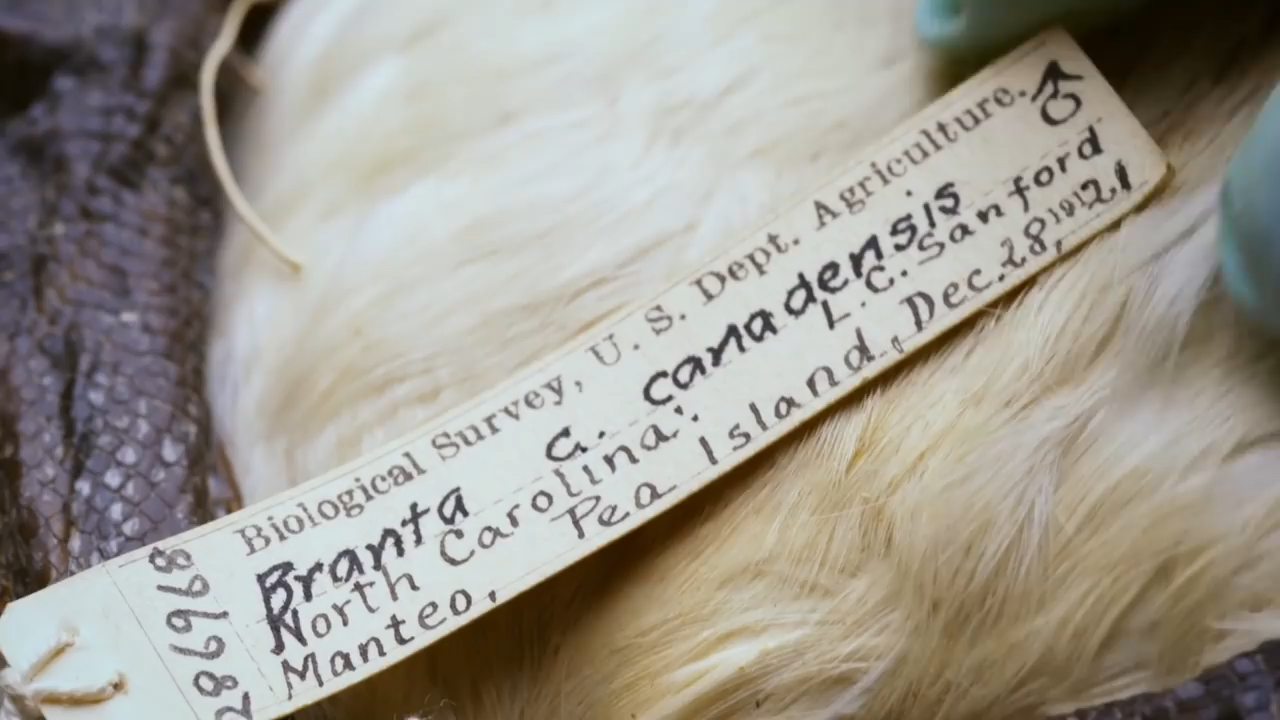 Biological Survey, U. S. Dept. Agriculture. ♂
Branta c. canadensis
North Carolina: L. C. Sanford
Manteo, Pea Island, Dec. 28, 1921
286968